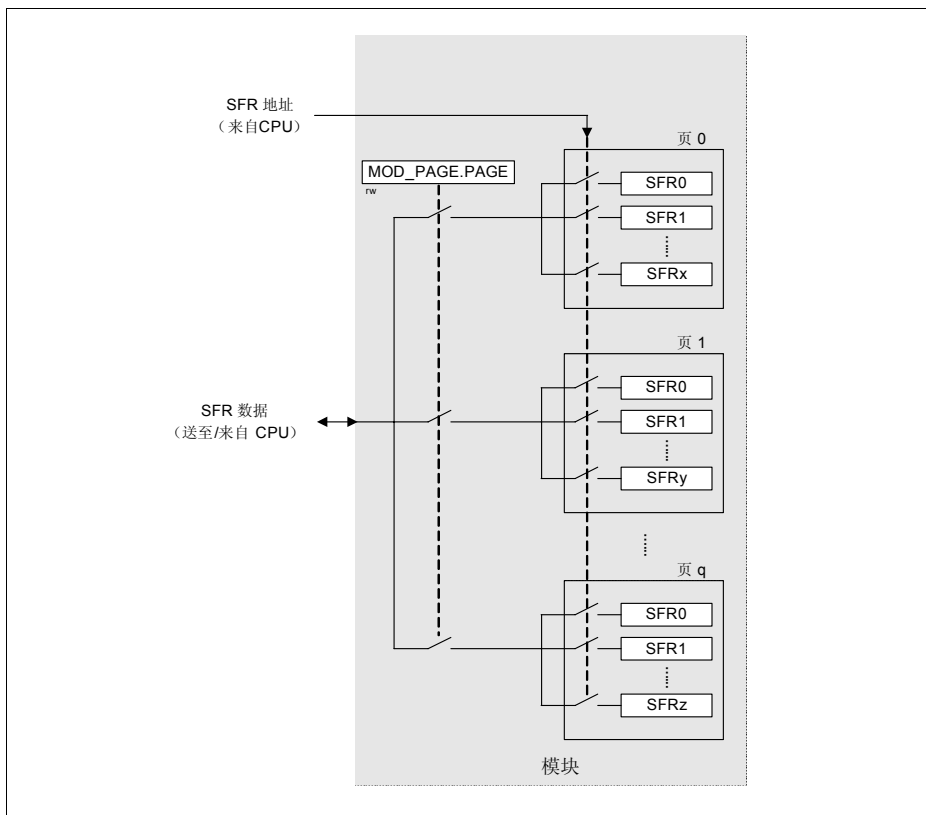 SFR 地址
（来自CPU）
MOD_PAGE.PAGE
rw
页 0
SFR0
SFR1
SFRx
页 1
SFR0
SFR1
SFRy
SFR 数据
（送至/来自 CPU）
页 q
SFR0
SFR1
SFRz
模块